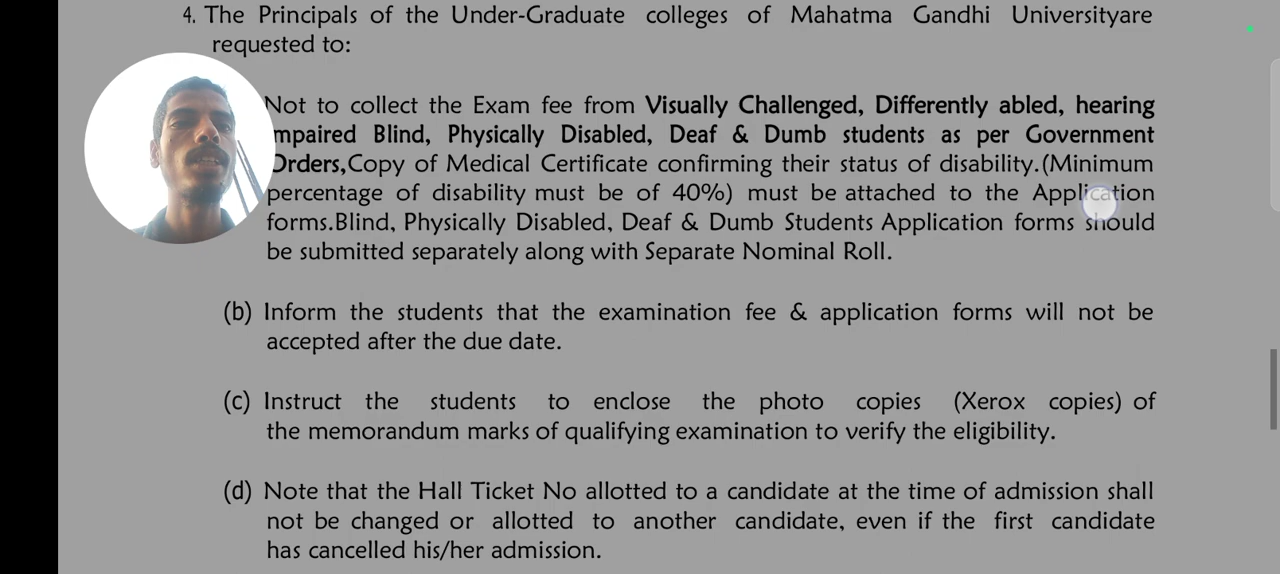 4. The Principals of the Under-Graduate colleges of Mahatma Gandhi Universityare
requested to:
Not to collect the Exam fee from Visually Challenged, Differently abled, hearing
mpaired Blind, Physically Disabled, Deaf & Dumb students as per Government
Orders,Copy of Medical Certificate confirming their status of disability.(Minimum
percentage of disability must be of 40%) must be attached to the Application
forms.Blind, Physically Disabled, Deaf & Dumb Students Application forms should
be submitted separately along with Separate Nominal Roll.
(b) Inform the students that the examination fee & application forms will not be
accepted after the due date.
(c) Instruct the students to enclose the photo copies (Xerox copies) of
the memorandum marks of qualifying examination to verify the eligibility.
(d) Note that the Hall Ticket No allotted to a candidate at the time of admission shall
not be changed or allotted to another candidate, even if the first candidate
has cancelled his/her admission.